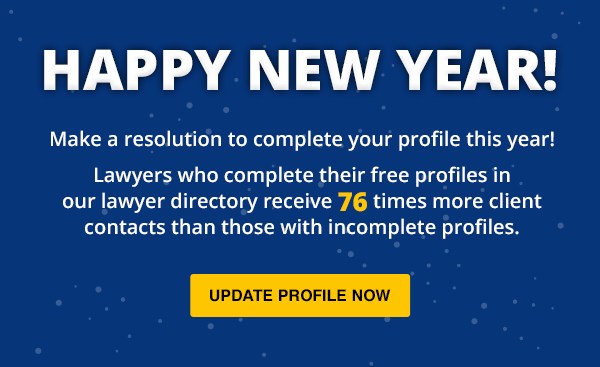 HAPPY NEW YEAR!
Make a resolution to complete your profile this year!
Lawyers who complete their free profiles in
our lawyer directory receive 76 times more client
contacts than those with incomplete profiles.
UPDATE PROFILE NOW